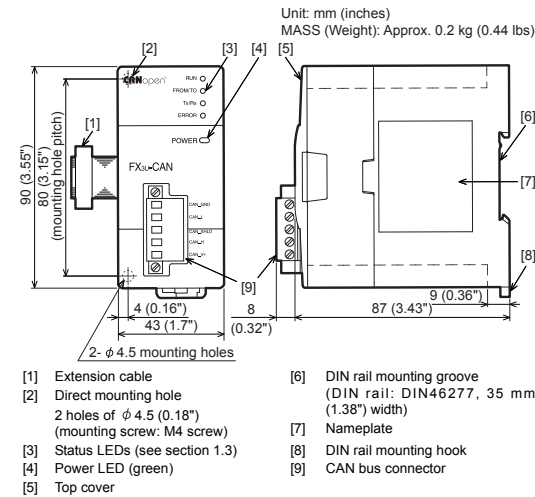 Unit: mm (inches)
MASS (Weight): Approx. 0.2 kg (0.44 lbs)
[2]
[3]
[4]
[5]
CANopen
RUN
FROM/TO
Tx/Rx
ERROR
POWER
[1]
90 (3.55")
80 (3.15")
(mounting hole pitch)
FX3U-CAN
CAN_GND
CAN_L
CAN_SHLD
CAN_H
CAN_V+
[6]
[7]
[8]
[9]
4 (0.16")
43 (1.7")
8
(0.32")
9 (0.36")
87 (3.43")
2- ϕ 4.5 mounting holes
[1] Extension cable
[2] Direct mounting hole
2 holes of ϕ 4.5 (0.18")
(mounting screw: M4 screw)
[3] Status LEDs (see section 1.3)
[4] Power LED (green)
[5] Top cover
[6] DIN rail mounting groove
(DIN rail: DIN46277, 35 mm
(1.38") width)
[7] Nameplate
[8] DIN rail mounting hook
[9] CAN bus connector